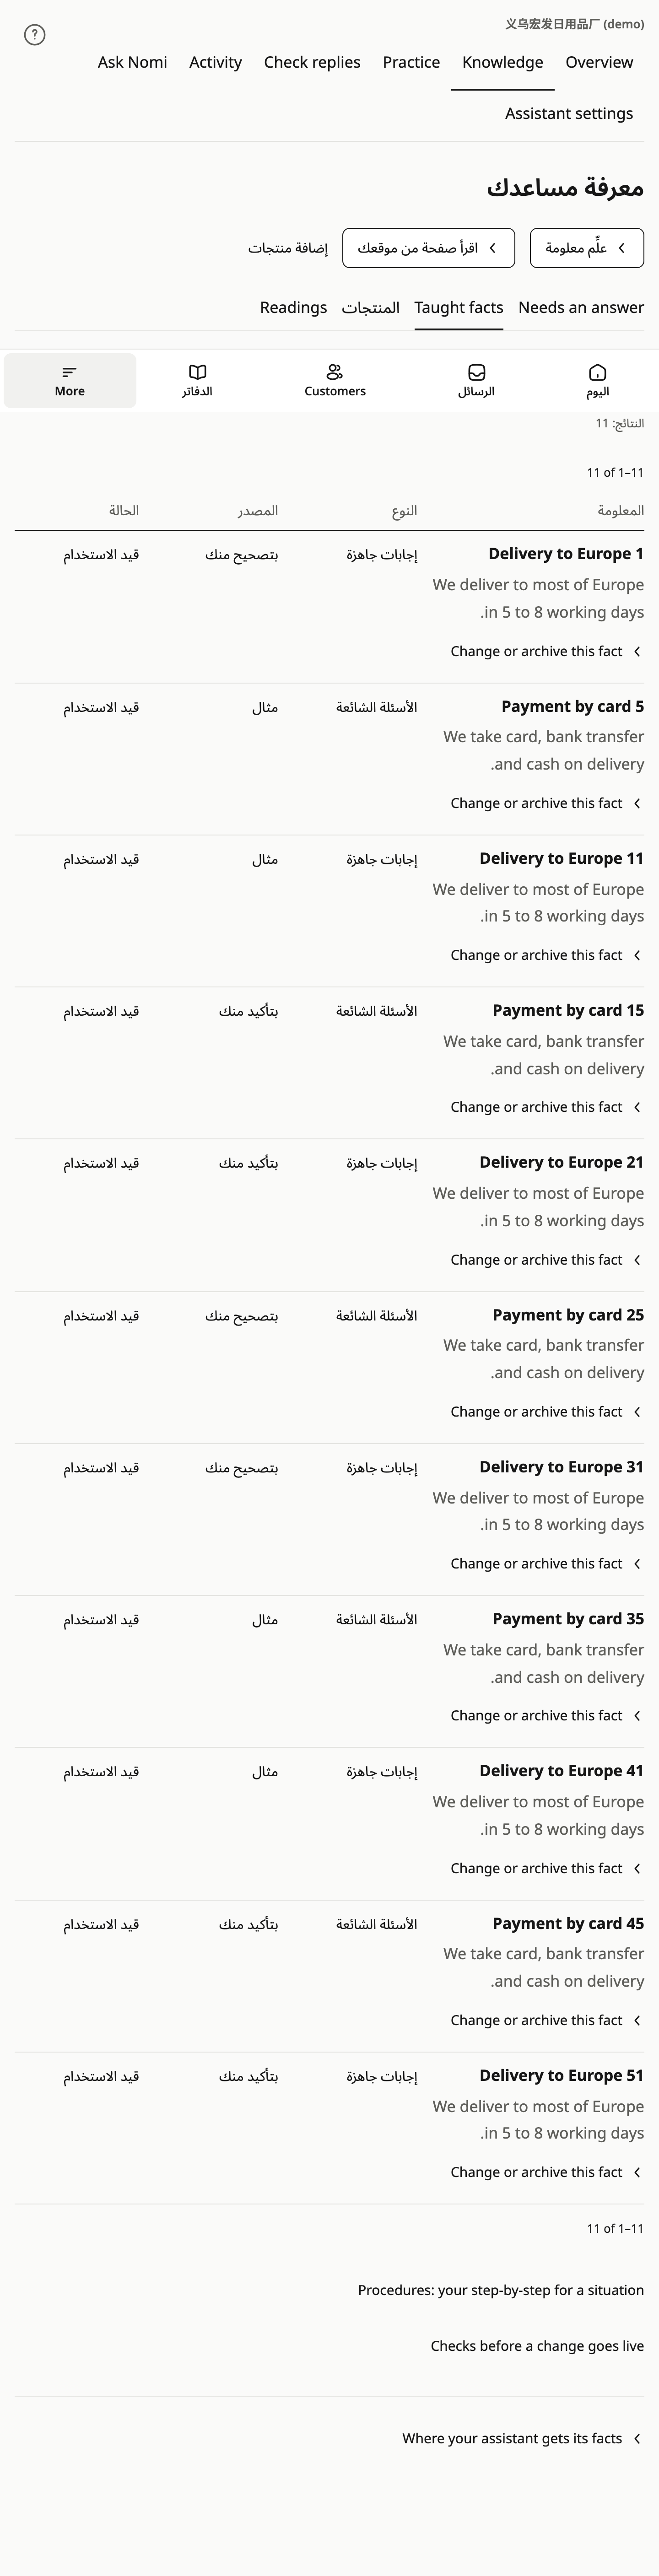 义乌宏发日用品厂 (demo)
Overview
Knowledge
Practice
Check replies
Activity
Ask Nomi
Assistant settings
معرفة مساعدك
علِّم معلومة
اقرأ صفحة من موقعك
إضافة منتجات
Needs an answer
Taught facts
المنتجات
Readings
اليوم
الرسائل
Customers
الدفاتر
More
النتائج: 11
11 of 1–11
المعلومة
النوع
المصدر
الحالة
Delivery to Europe 1
إجابات جاهزة
بتصحيح منك
قيد الاستخدام
We deliver to most of Europe
in 5 to 8 working days.
Change or archive this fact
Payment by card 5
الأسئلة الشائعة
مثال
قيد الاستخدام
We take card, bank transfer
and cash on delivery.
Change or archive this fact
Delivery to Europe 11
إجابات جاهزة
مثال
قيد الاستخدام
We deliver to most of Europe
in 5 to 8 working days.
Change or archive this fact
Payment by card 15
الأسئلة الشائعة
بتأكيد منك
قيد الاستخدام
We take card, bank transfer
and cash on delivery.
Change or archive this fact
Delivery to Europe 21
إجابات جاهزة
بتأكيد منك
قيد الاستخدام
We deliver to most of Europe
in 5 to 8 working days.
Change or archive this fact
Payment by card 25
الأسئلة الشائعة
بتصحيح منك
قيد الاستخدام
We take card, bank transfer
and cash on delivery.
Change or archive this fact
Delivery to Europe 31
إجابات جاهزة
بتصحيح منك
قيد الاستخدام
We deliver to most of Europe
in 5 to 8 working days.
Change or archive this fact
Payment by card 35
الأسئلة الشائعة
مثال
قيد الاستخدام
We take card, bank transfer
and cash on delivery.
Change or archive this fact
Delivery to Europe 41
إجابات جاهزة
مثال
قيد الاستخدام
We deliver to most of Europe
in 5 to 8 working days.
Change or archive this fact
Payment by card 45
الأسئلة الشائعة
بتأكيد منك
قيد الاستخدام
We take card, bank transfer
and cash on delivery.
Change or archive this fact
Delivery to Europe 51
إجابات جاهزة
بتأكيد منك
قيد الاستخدام
We deliver to most of Europe
in 5 to 8 working days.
Change or archive this fact
11 of 1–11
Procedures: your step-by-step for a situation
Checks before a change goes live
Where your assistant gets its facts